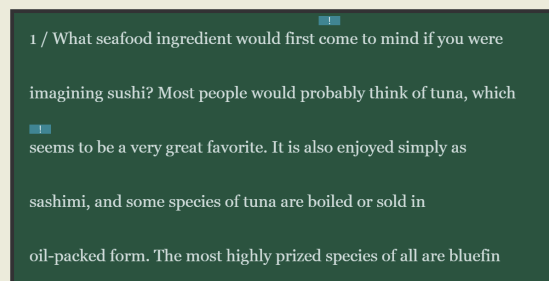 !
1 / What seafood ingredient would first come to mind if you were
imagining sushi? Most people would probably think of tuna, which
!
seems to be a very great favorite. It is also enjoyed simply as
sashimi, and some species of tuna are boiled or sold in
oil-packed form. The most highly prized species of all are bluefin